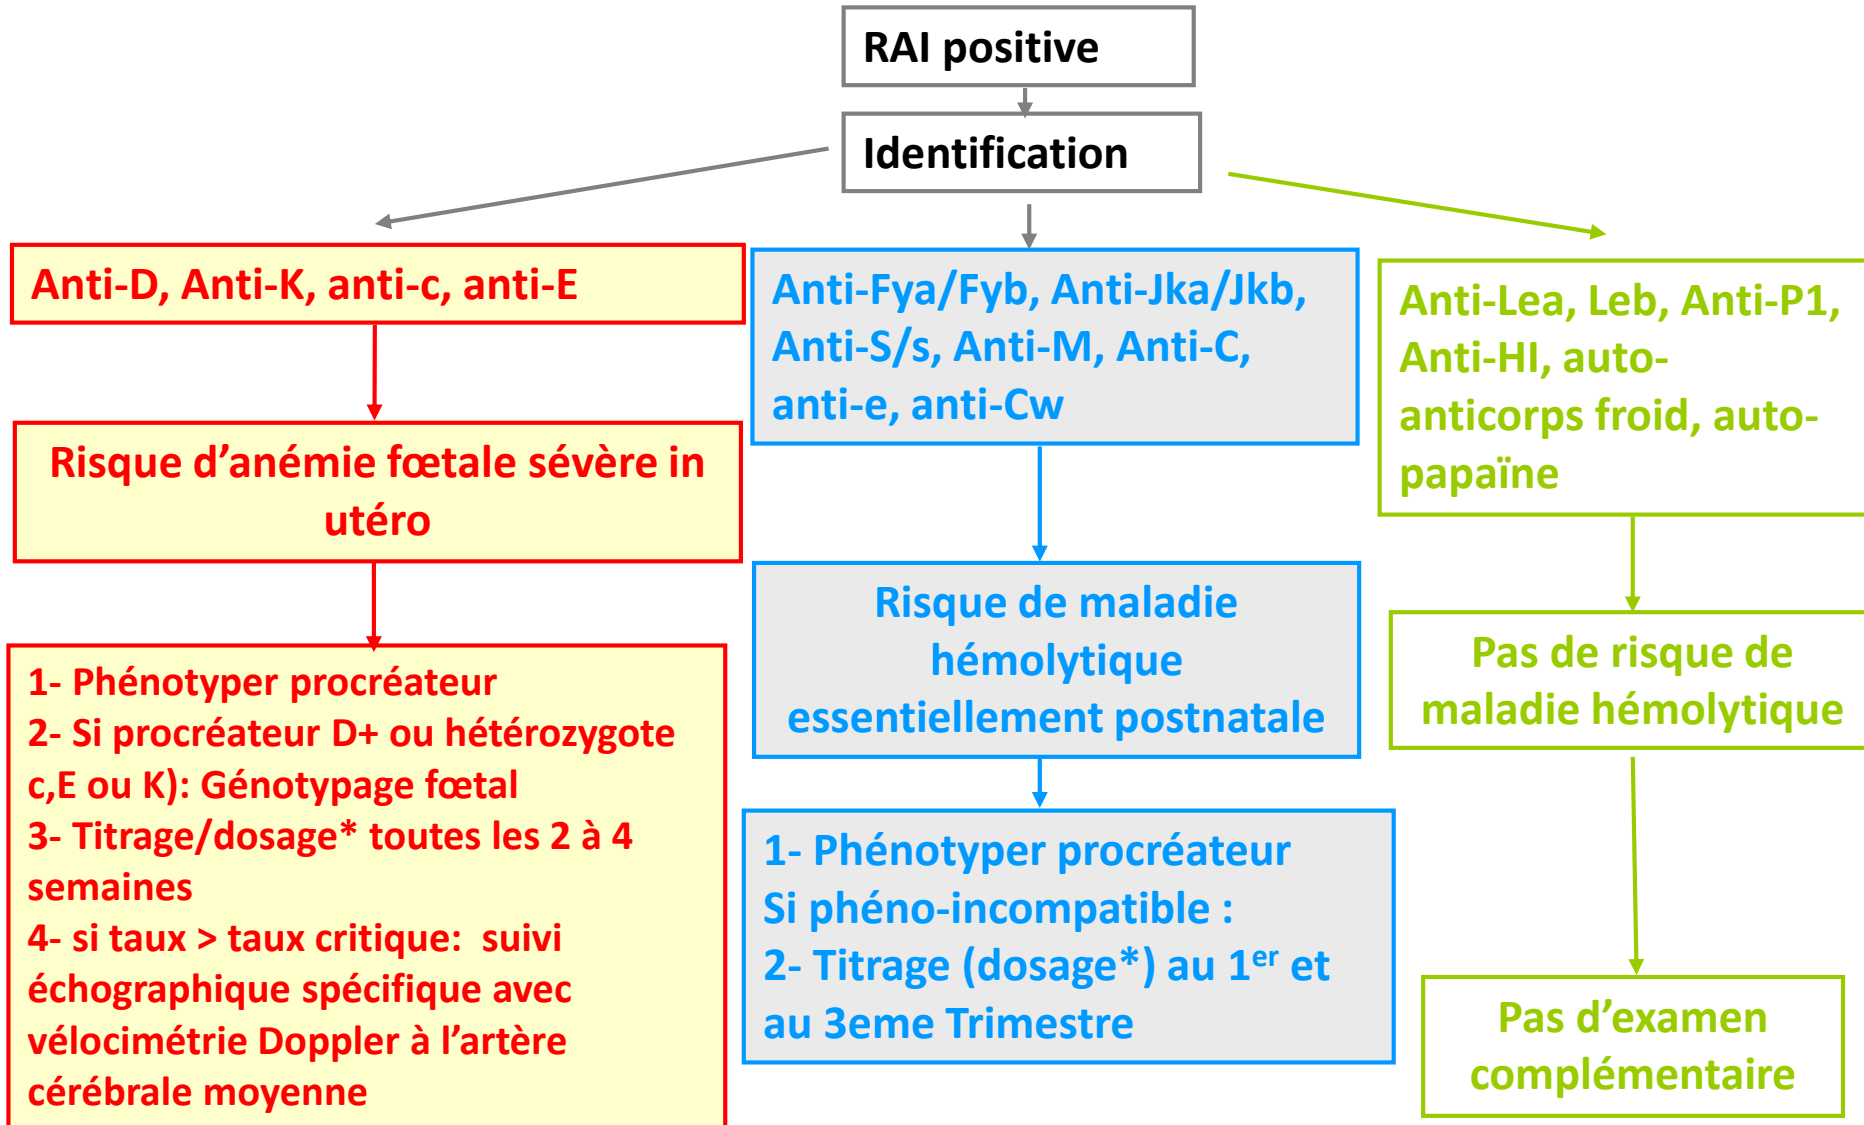 RAI positive
Identification
Anti-D, Anti-K, anti-c, anti-E
Risque d’anémie fœtale sévère in
utéro
1- Phénotyper procréateur
2- Si procréateur D+ ou hétérozygote
c,E ou K): Génotypage fœtal
3- Titrage/dosage* toutes les 2 à 4
semaines
4- si taux > taux critique: suivi
échographique spécifique avec
vélocimétrie Doppler à l’artère
cérébrale moyenne
Anti-Fya/Fyb, Anti-Jka/Jkb,
Anti-S/s, Anti-M, Anti-C,
anti-e, anti-Cw
Risque de maladie
hémolytique
essentiellement postnatale
1- Phénotyper procréateur
Si phéno-incompatible :
2- Titrage (dosage*) au 1er et
au 3eme Trimestre
Anti-Lea, Leb, Anti-P1,
Anti-HI, auto-
anticorps froid, auto-
papaïne
Pas de risque de
maladie hémolytique
Pas d’examen
complémentaire